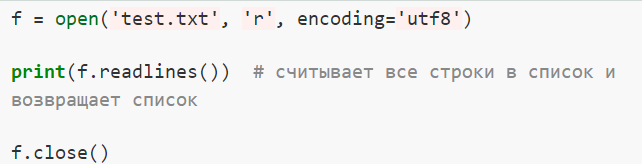 f = open('test.txt', 'r', encoding='utf8')
print(f.readlines())  # считывает все строки в список и
возвращает список
f.close()